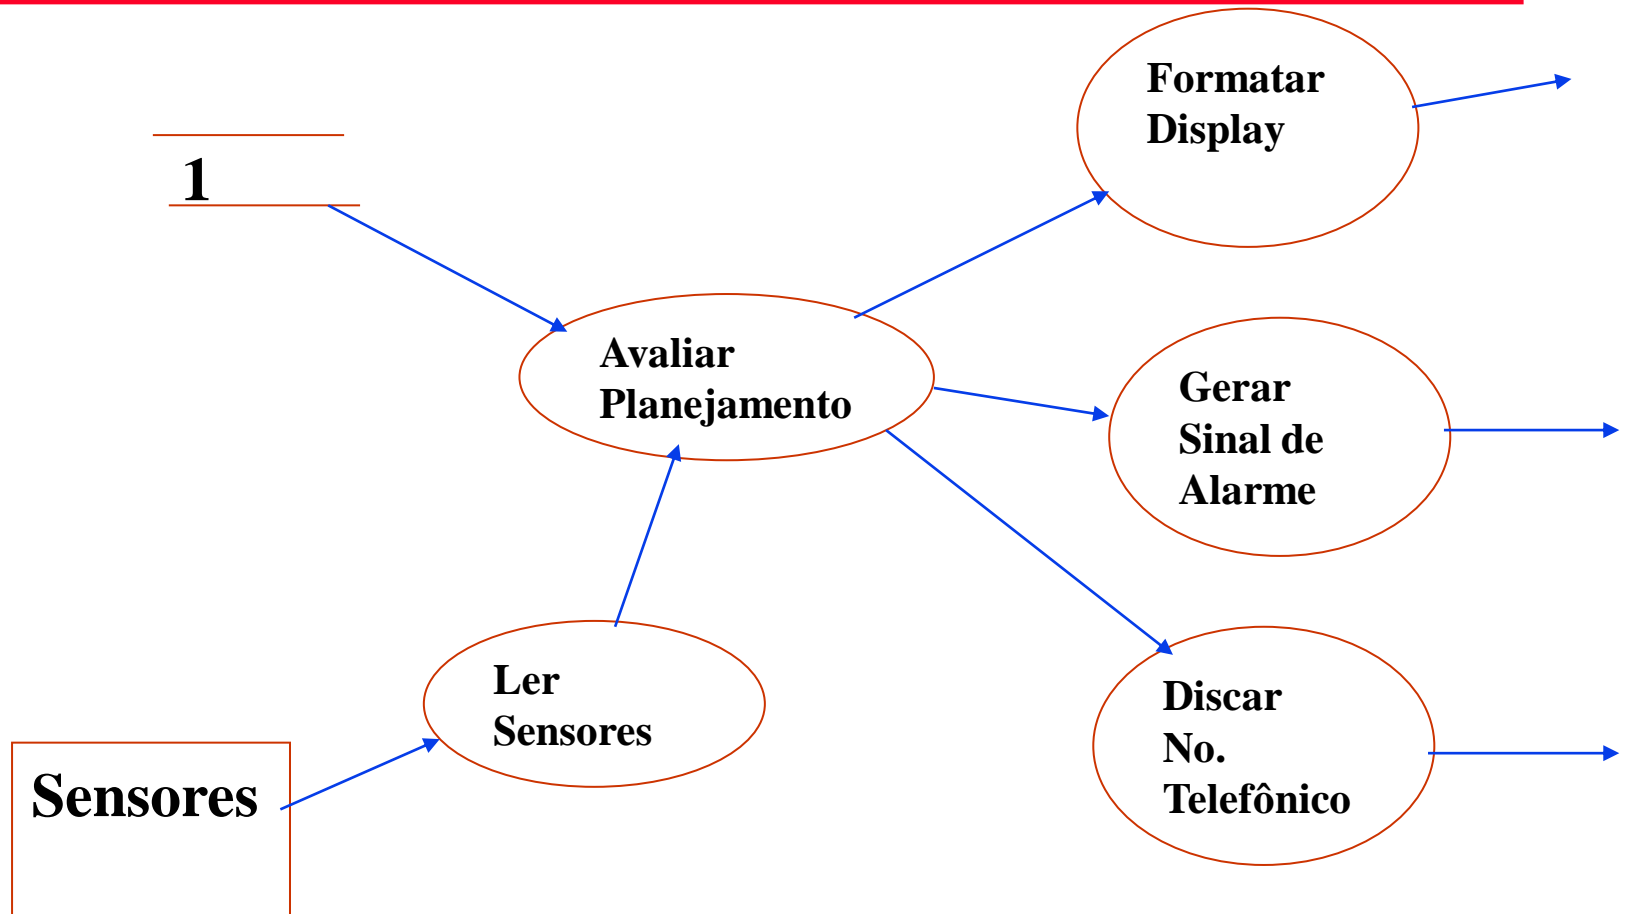 Formatar
Display
1
Avaliar
Planejamento
Gerar
Sinal de
Alarme
Ler
Sensores
Discar
No.
Telefônico
Sensores